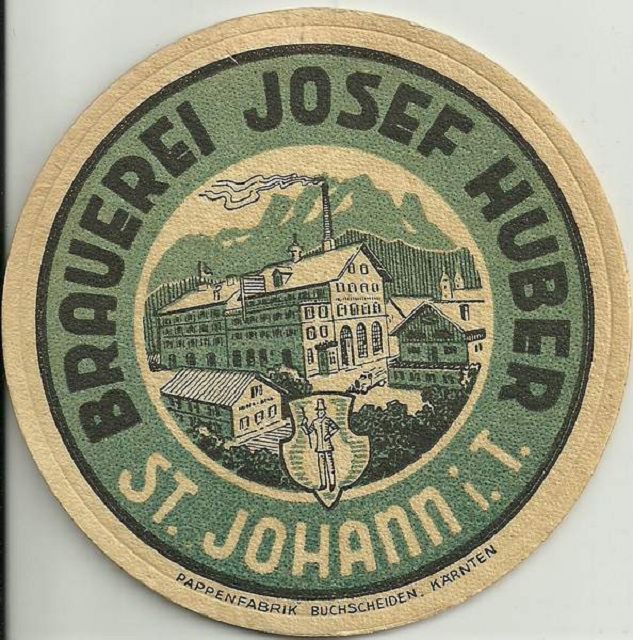 BRAUEREI JOSEF HUBER
ST. JOHANN i. T.
PAPPENFABRIK BUCHSCHEIDEN, KÄRNTEN